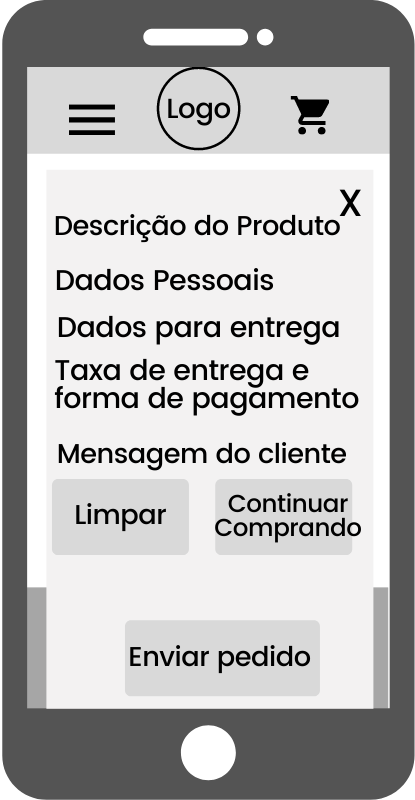 Logo
X
Descrição do Produto
Dados Pessoais
Dados para entrega
Taxa de entrega e
forma de pagamento
Mensagem do cliente
Limpar
Continuar
Comprando
Enviar pedido